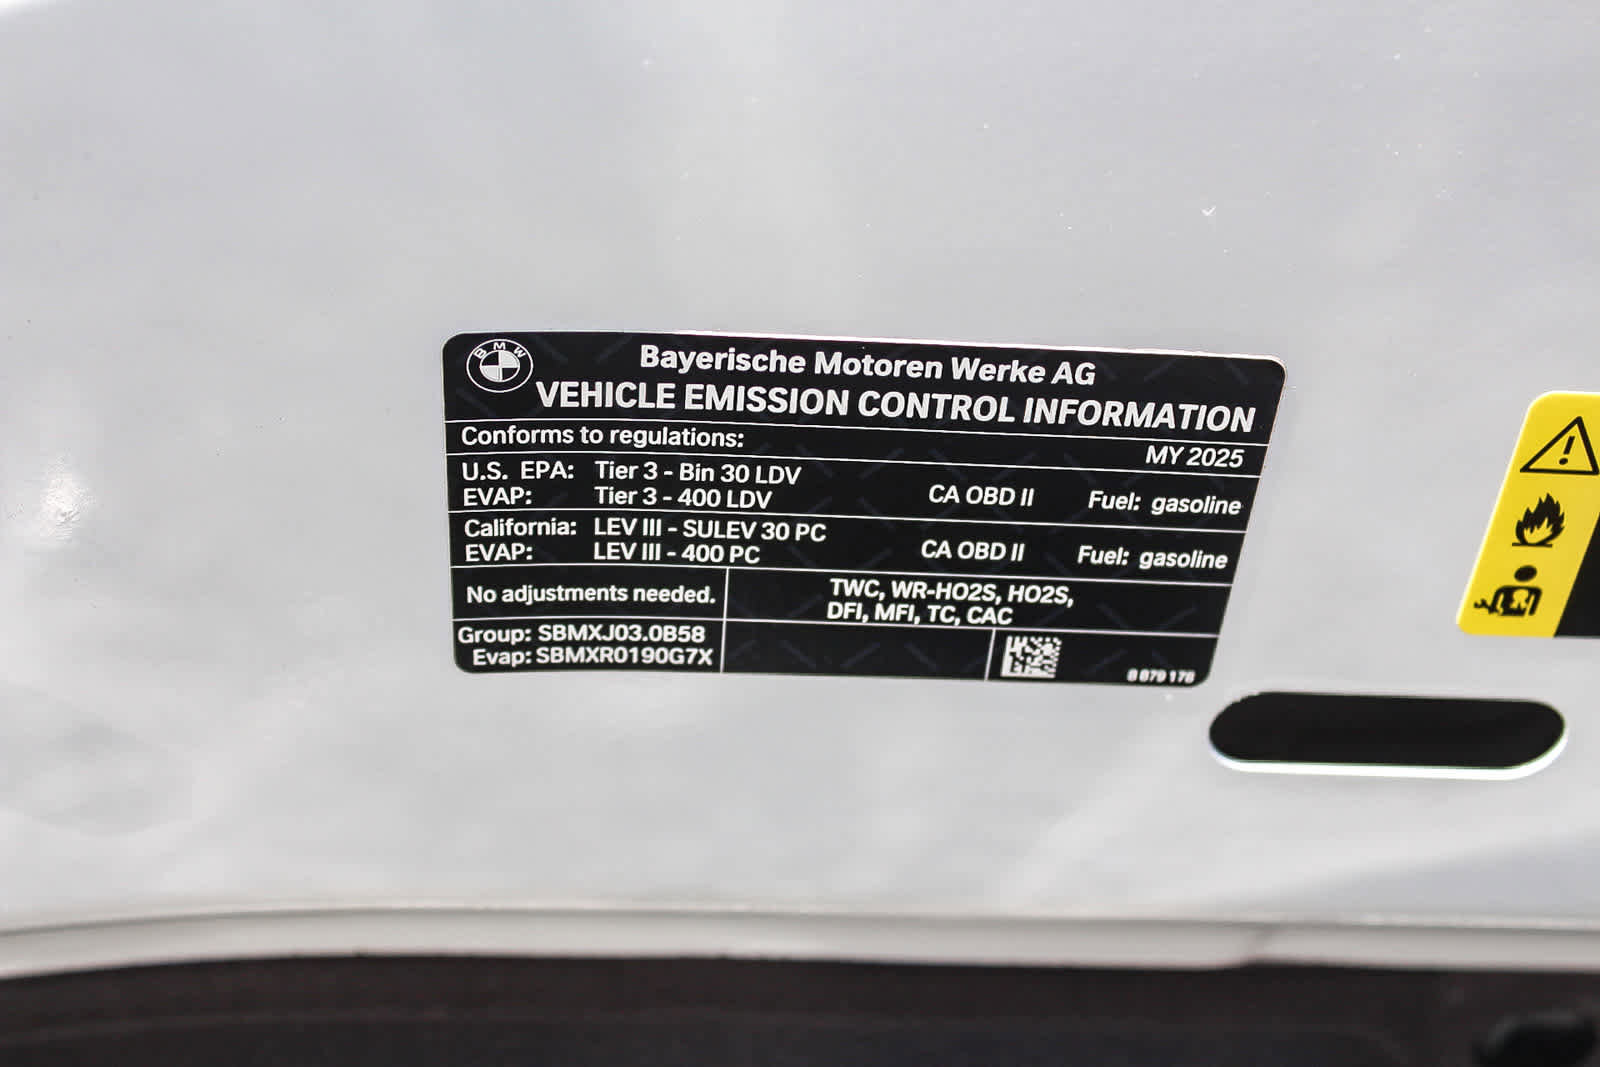 BMW
Bayerische Motoren Werke AG
VEHICLE EMISSION CONTROL INFORMATION
Conforms to regulations: MY 2025
U.S. EPA: Tier 3 - Bin 30 LDV
EVAP: Tier 3 - 400 LDV CA OBD II Fuel: gasoline
California: LEV III - SULEV 30 PC
EVAP: LEV III - 400 PC CA OBD II Fuel: gasoline
No adjustments needed. TWC, WR-HO2S, HO2S,
DFI, MFI, TC, CAC
Group: SBMXJ03.0B58
Evap: SBMXR0190G7X
8 879 178